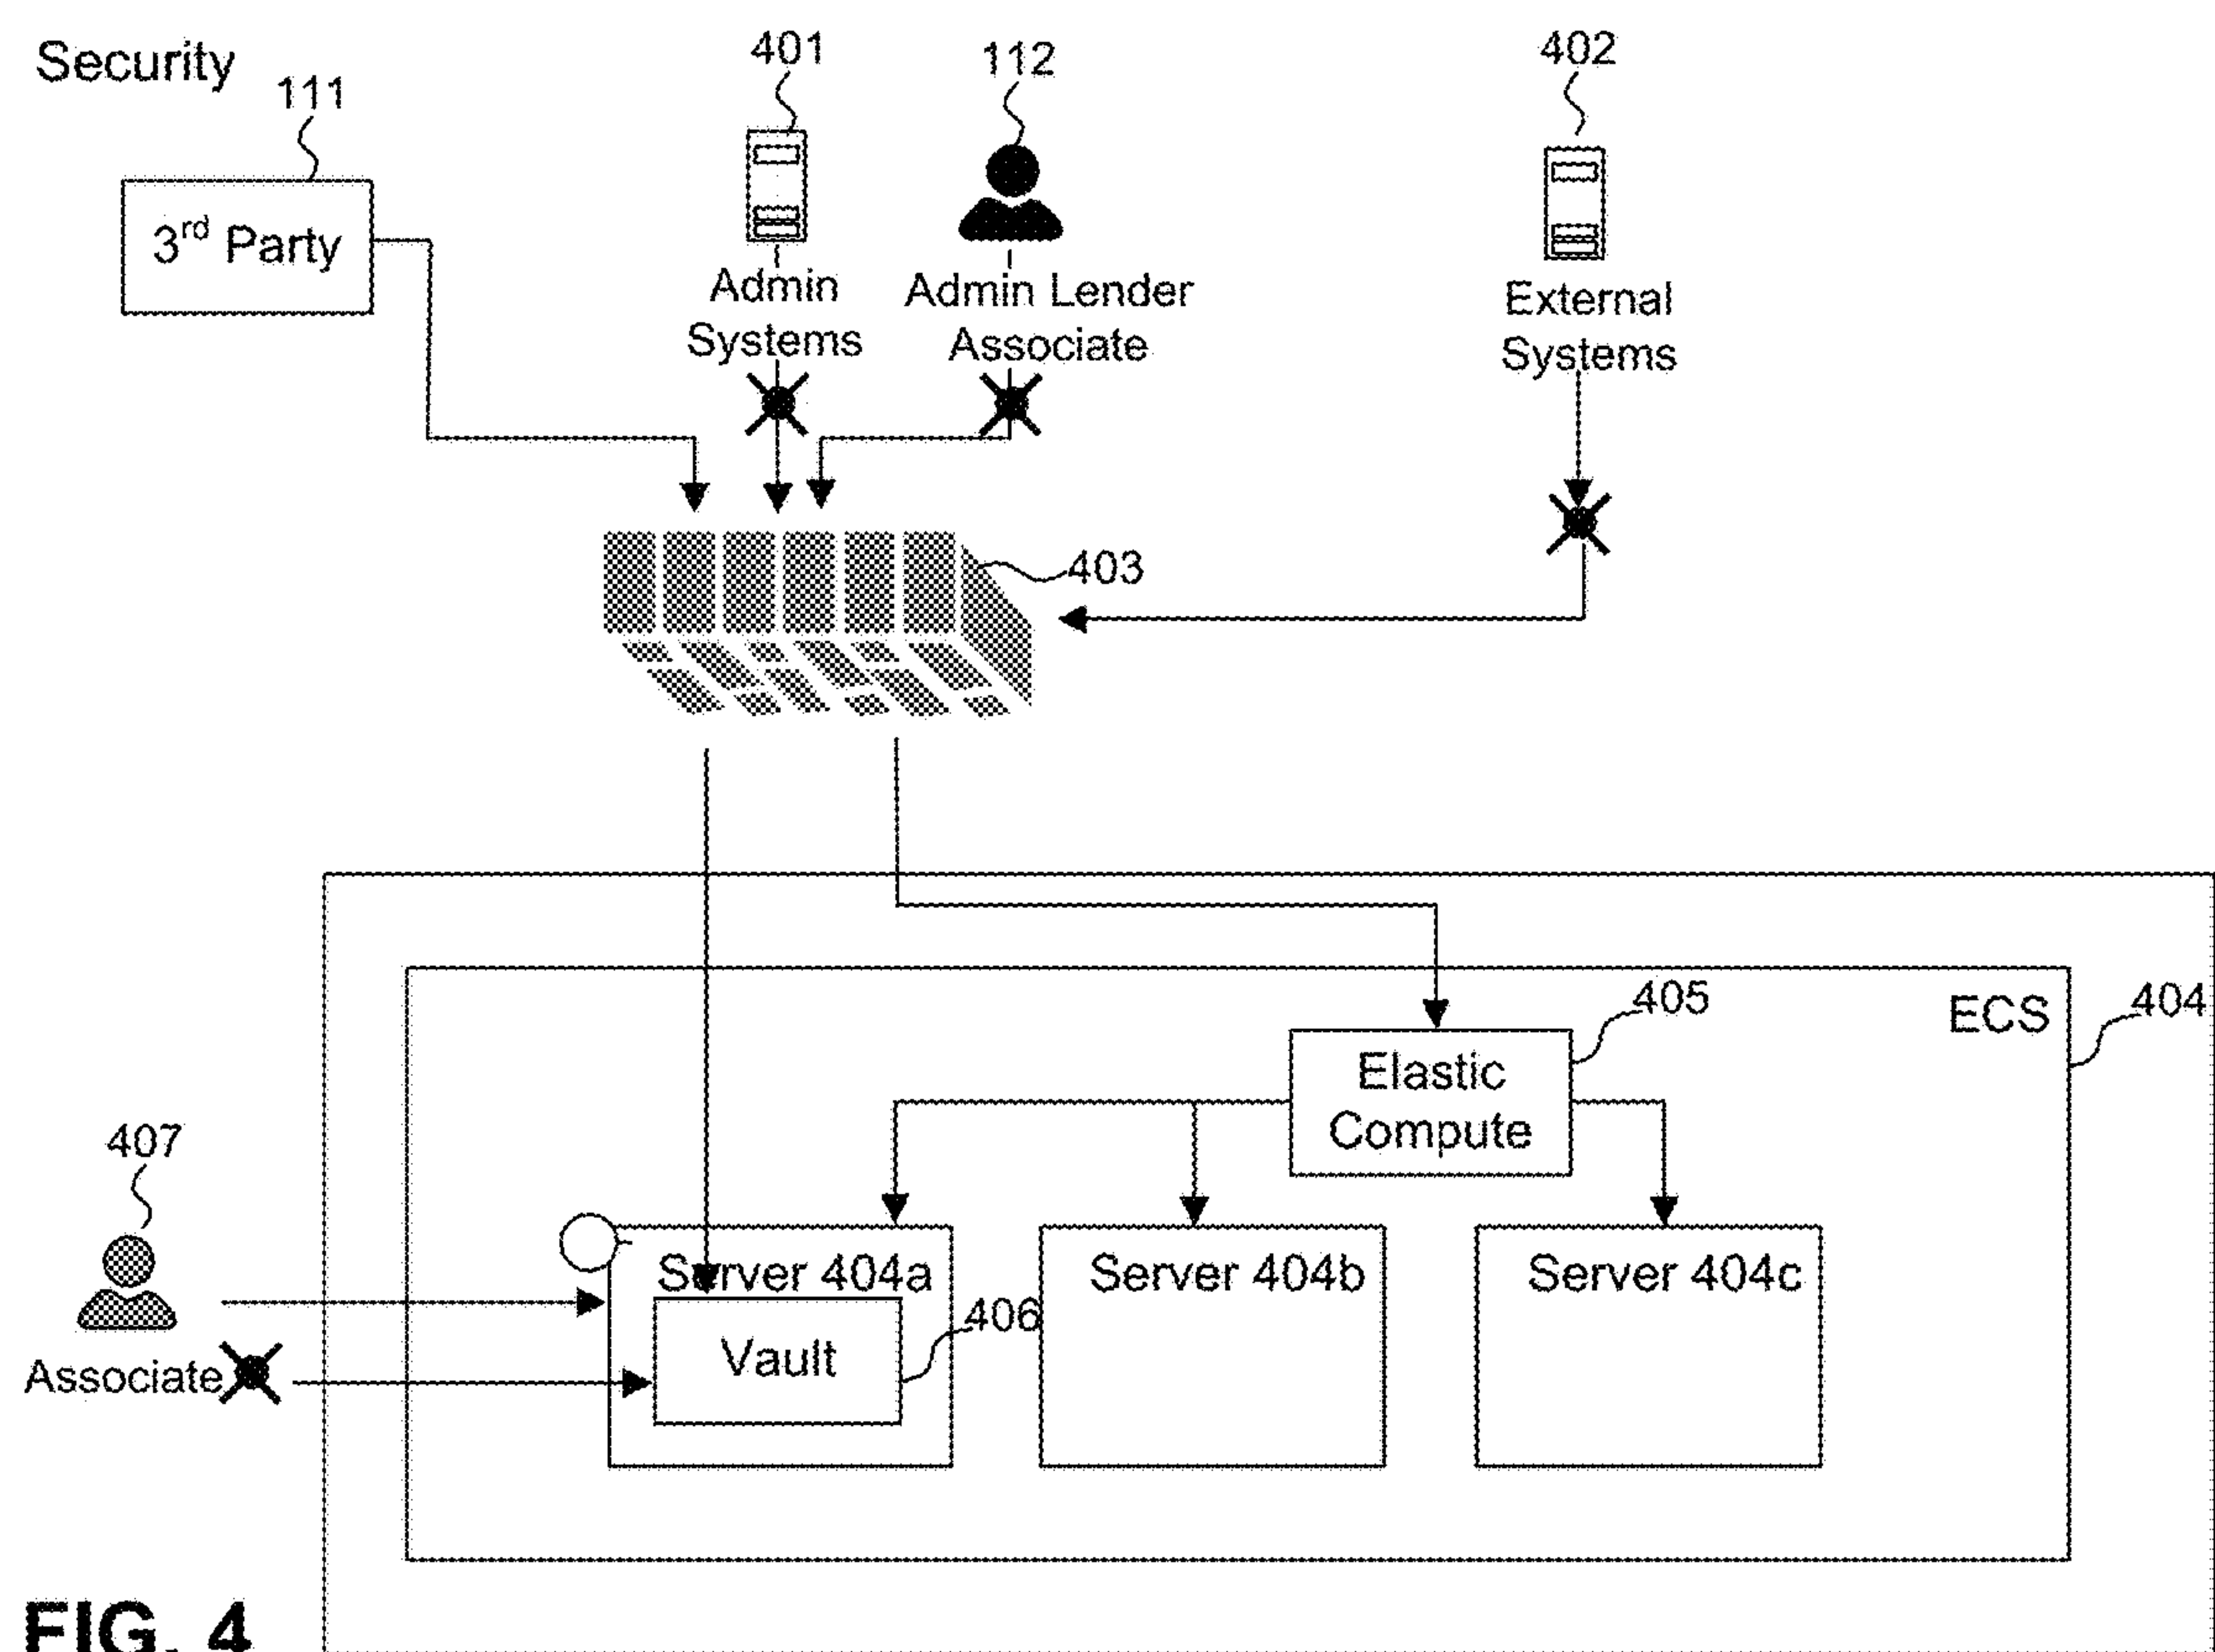 Security
401
112
402
111
3rd Party
Admin
Systems
Admin Lender
Associate
External
Systems
403
ECS
404
405
Elastic
Compute
407
Associate
Server 404a
Server 404b
Server 404c
Vault
406
FIG. 4